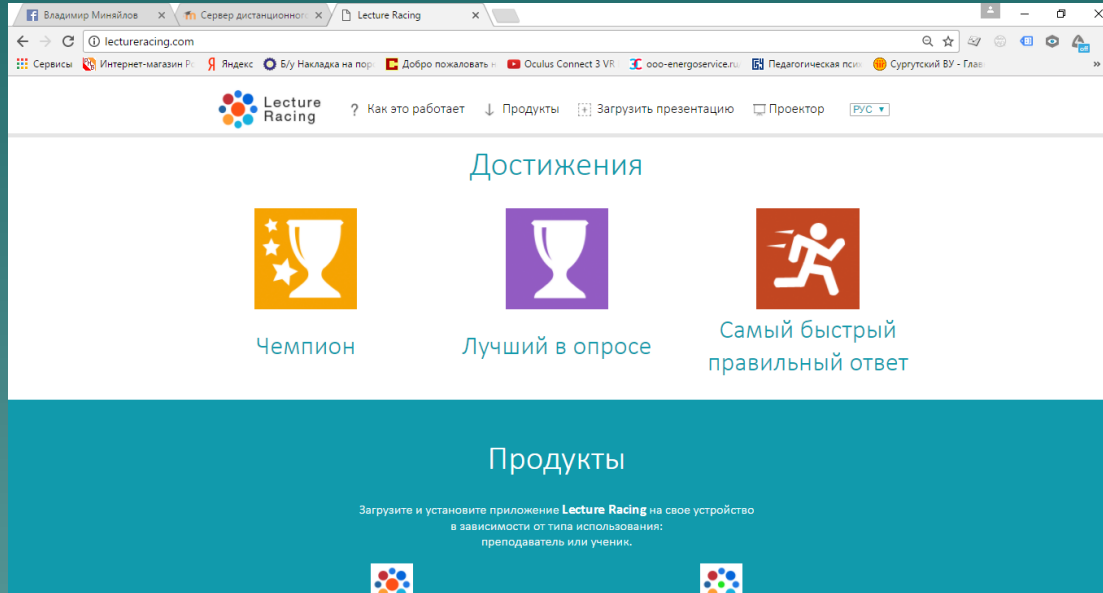 Владимир Миняйлов
Сервер дистанционног
Lecture Racing
lectureracing.com
Сервисы Интернет-магазин Яндекс Б/у Накладка на пор Добро пожаловать Oculus Connect 3 VR ooo-energoservice.ru Педагогическая пси Сургутский ВУ - Глав
Lecture
Racing
? Как это работает Продукты Загрузить презентацию Проектор РУС
Достижения
Чемпион
Лучший в опросе
Самый быстрый
правильный ответ
Продукты
Загрузите и установите приложение Lecture Racing на свое устройство
в зависимости от типа использования:
преподаватель или ученик.